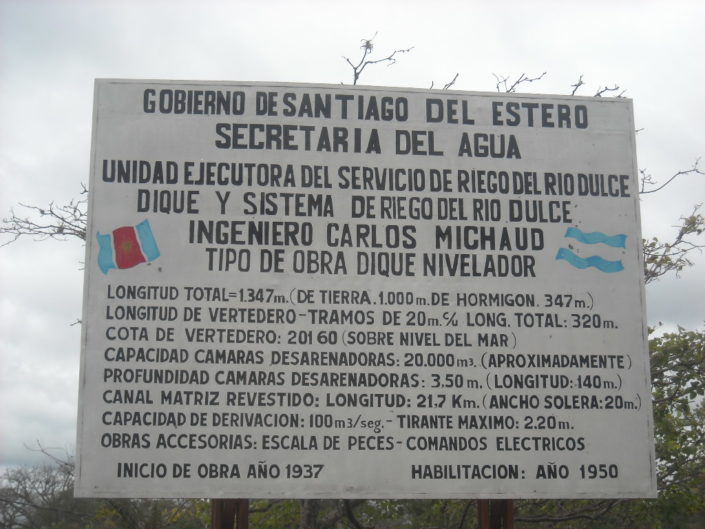 GOBIERNO DE SANTIAGO DEL ESTERO
SECRETARIA DEL AGUA
UNIDAD EJECUTORA DEL SERVICIO DE RIEGO DEL RIO DULCE
DIQUE Y SISTEMA DE RIEGO DEL RIO DULCE
INGENIERO CARLOS MICHAUD
TIPO DE OBRA DIQUE NIVELADOR
LONGITUD TOTAL=1.347m. (DE TIERRA.1.000m. DE HORMIGON. 347m.)
LONGITUD DE VERTEDERO-TRAMOS DE 20m. c/u LONG. TOTAL: 320m.
COTA DE VERTEDERO: 201 60 (SOBRE NIVEL DEL MAR)
CAPACIDAD CAMARAS DESARENADORAS: 20.000m³. (APROXIMADAMENTE)
PROFUNDIDAD CAMARAS DESARENADORAS: 3.50m. (LONGITUD: 140m.)
CANAL MATRIZ REVESTIDO: LONGITUD: 21.7 Km. (ANCHO SOLERA: 20m.)
CAPACIDAD DE DERIVACION: 100m3/seg.- TIRANTE MAXIMO: 2.20m.
OBRAS ACCESORIAS: ESCALA DE PECES- COMANDOS ELECTRICOS
INICIO DE OBRA AÑO 1937 HABILITACION: AÑO 1950